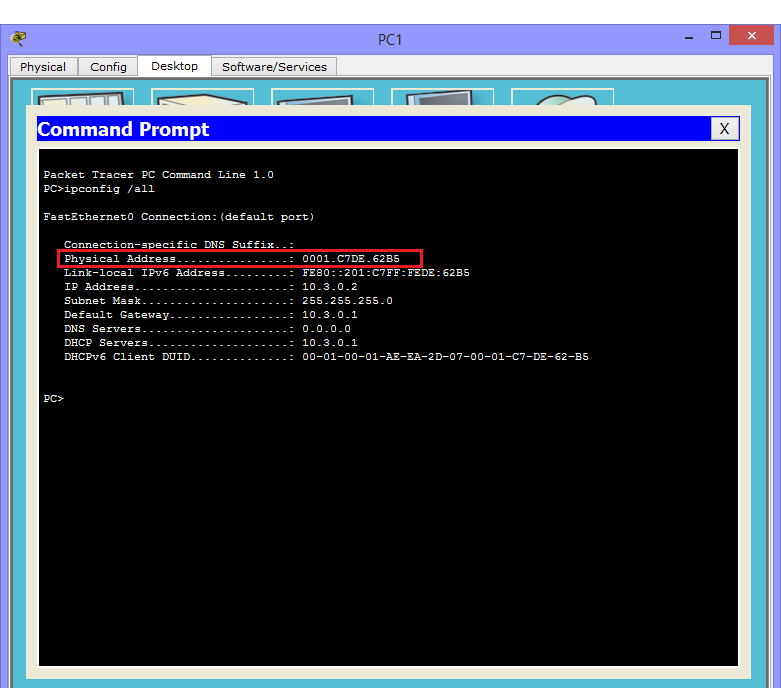 PC1
Physical Config Desktop Software/Services
Command Prompt X
Packet Tracer PC Command Line 1.0
PC>ipconfig /all
FastEthernet0 Connection:(default port)
Connection-specific DNS Suffix..:
Physical Address................: 0001.C7DE.62B5
Link-local IPv6 Address.........: FE80::201:C7FF:FEDE:62B5
IP Address......................: 10.3.0.2
Subnet Mask.....................: 255.255.255.0
Default Gateway.................: 10.3.0.1
DNS Servers.....................: 0.0.0.0
DHCP Servers....................: 10.3.0.1
DHCPv6 Client DUID..............: 00-01-00-01-AE-EA-2D-07-00-01-C7-DE-62-B5
PC>